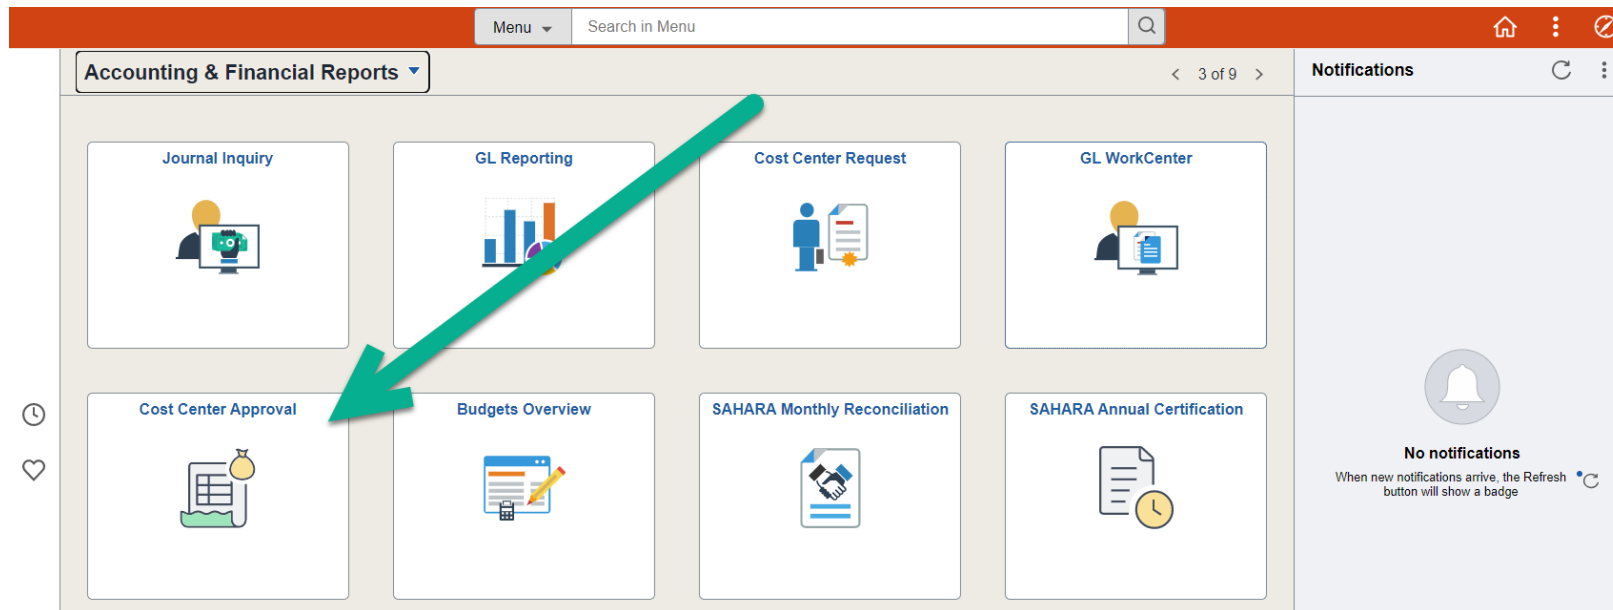 Menu
Search in Menu
Accounting & Financial Reports
3 of 9
Notifications
Journal Inquiry
GL Reporting
Cost Center Request
GL WorkCenter
Cost Center Approval
Budgets Overview
SAHARA Monthly Reconciliation
SAHARA Annual Certification
No notifications
When new notifications arrive, the Refresh
button will show a badge